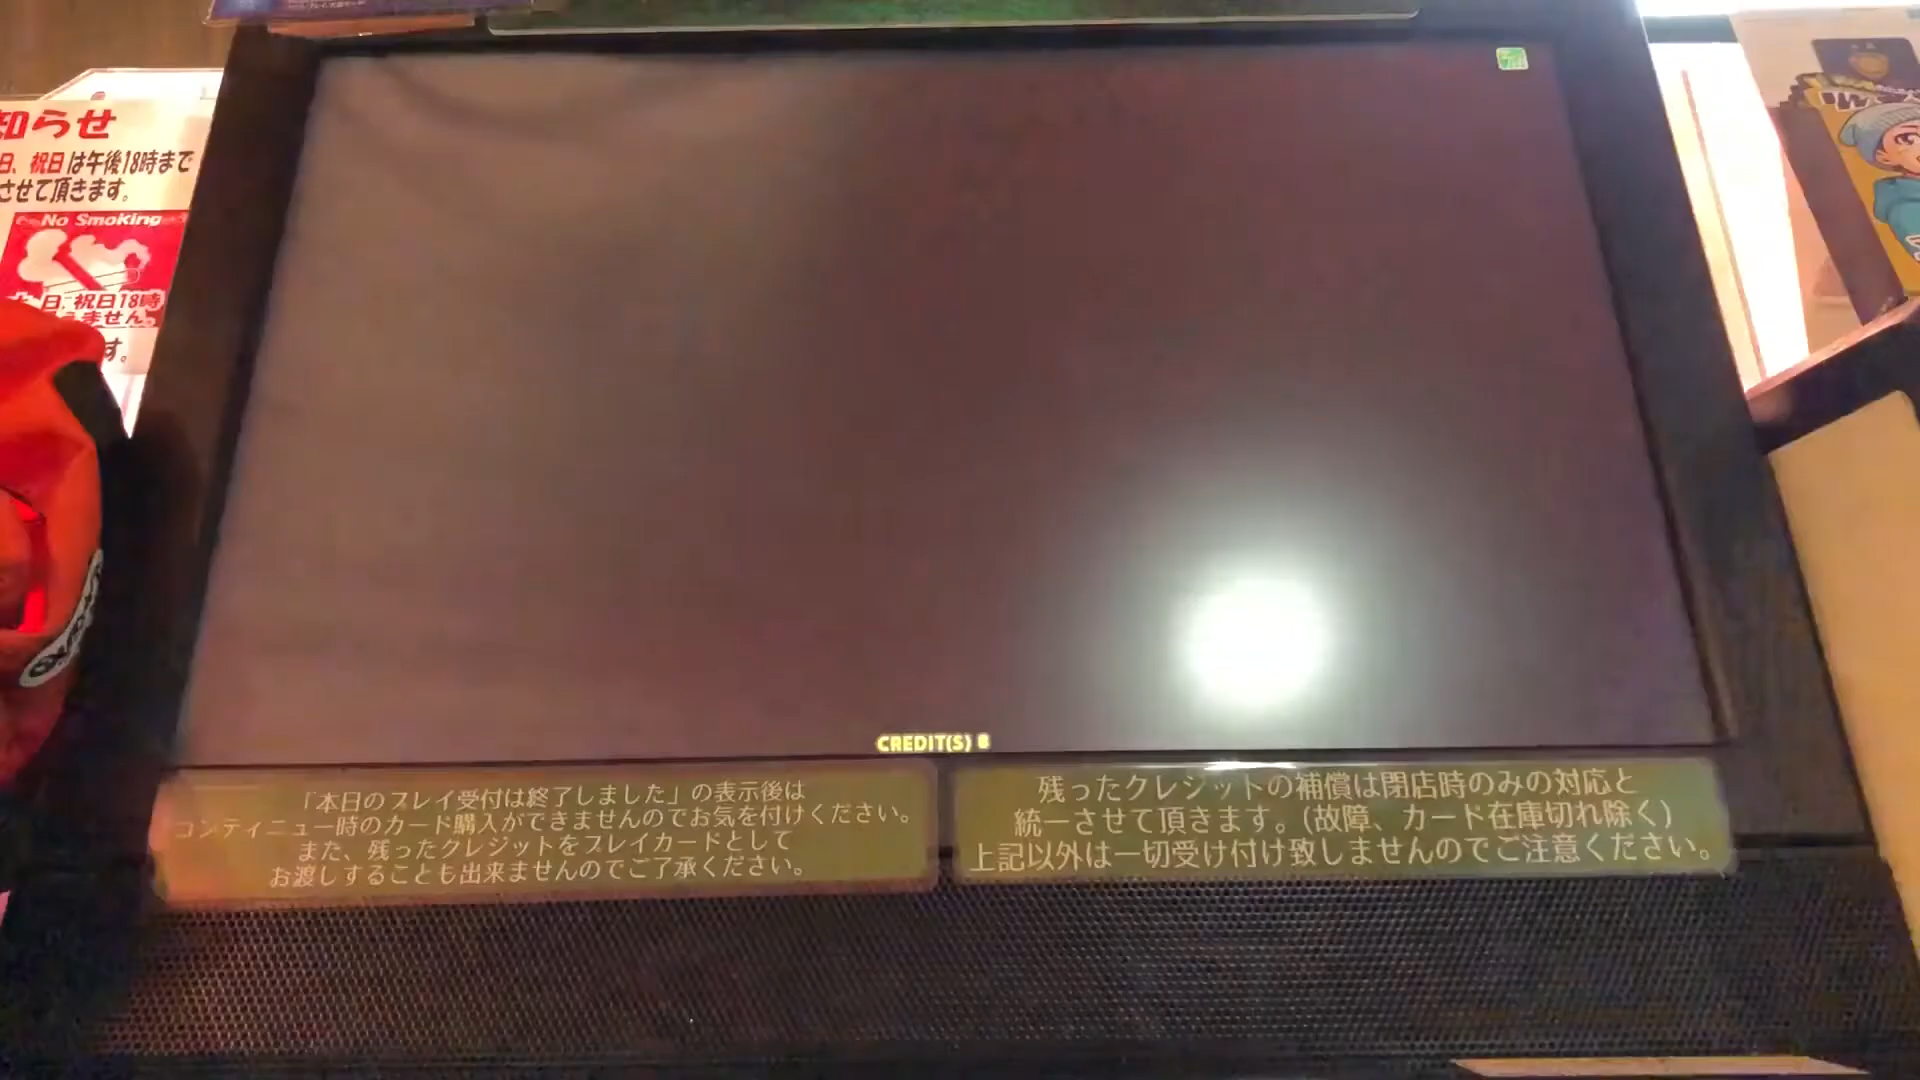 知らせ
日、祝日は午後18時まで
させて頂きます。
No Smoking
日、祝日18時
ません。
す。
CREDIT(S)
「本日のプレイ受付は終了しました」の表示後は
コンティニュー時のカード購入ができませんのでお気を付けください。
また、残ったクレジットをプレイカードとして
お渡しすることも出来ませんのでご了承ください。
残ったクレジットの補償は閉店時のみの対応と
統一させて頂きます。(故障、カード在庫切れ除く)
上記以外は一切受け付け致しませんのでご注意ください。